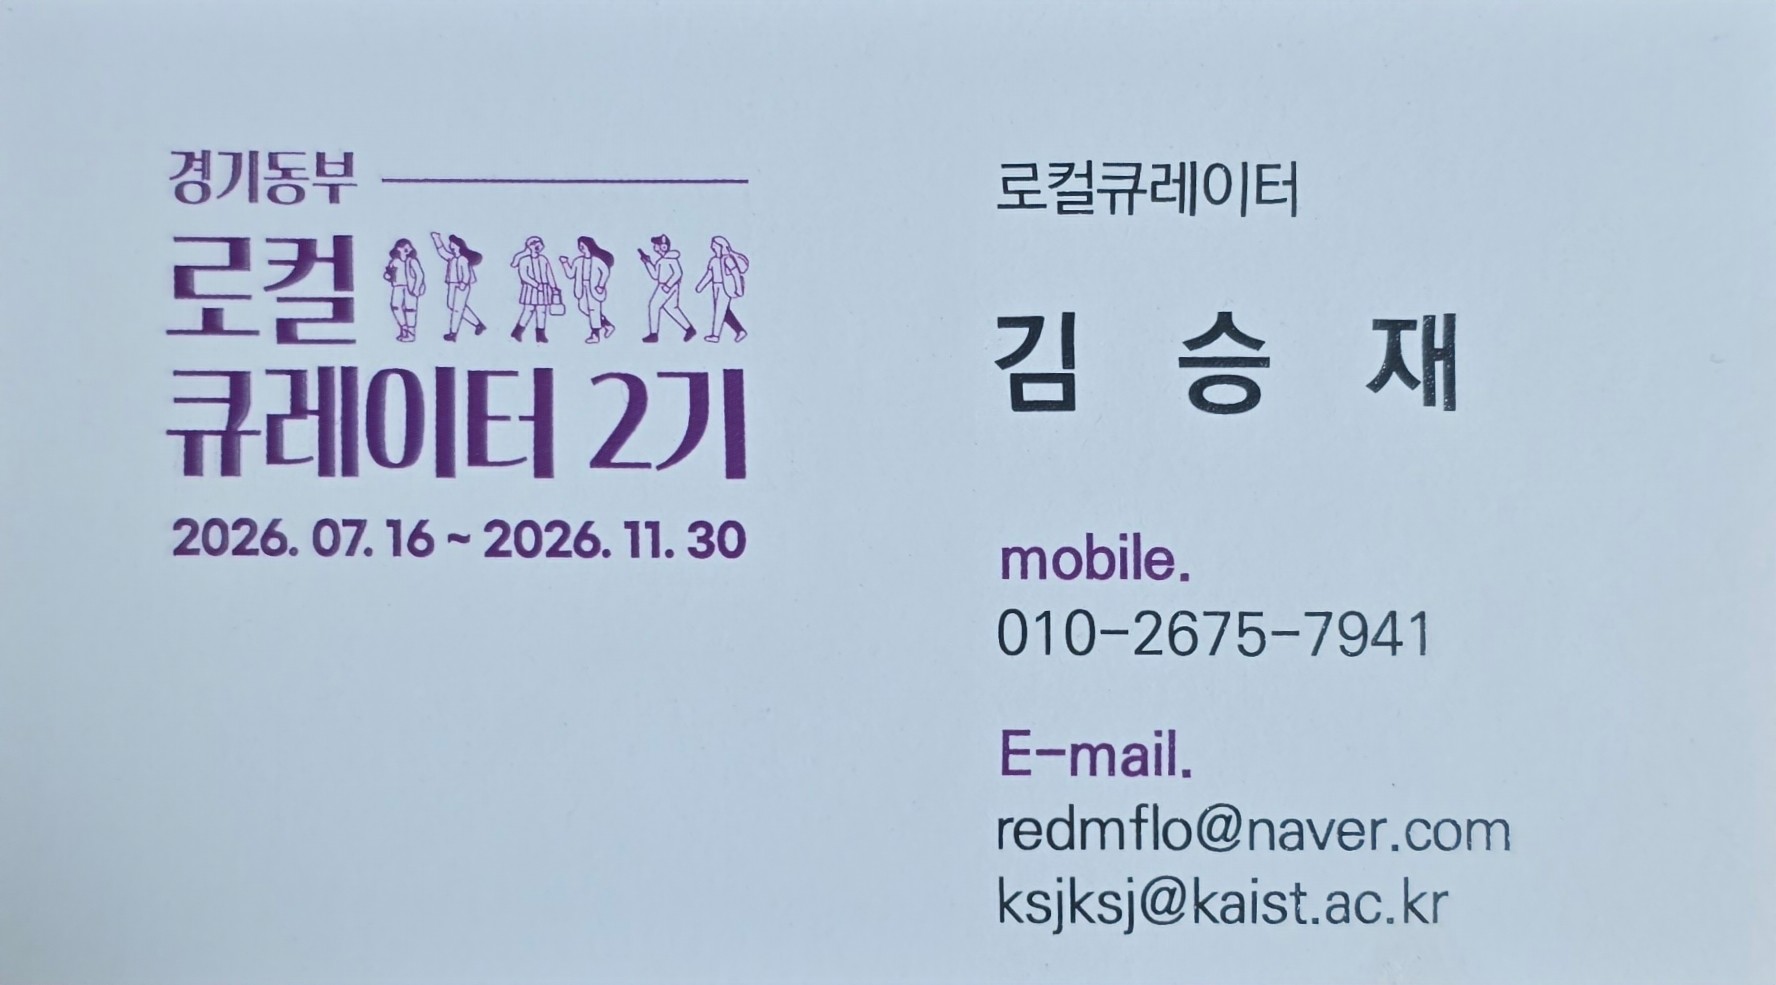 경기동부
로컬
큐레이터 2기
2026. 07. 16 ~ 2026. 11. 30
로컬큐레이터
김 승 재
mobile.
010-2675-7941
E-mail.
redmflo@naver.com
ksjksj@kaist.ac.kr